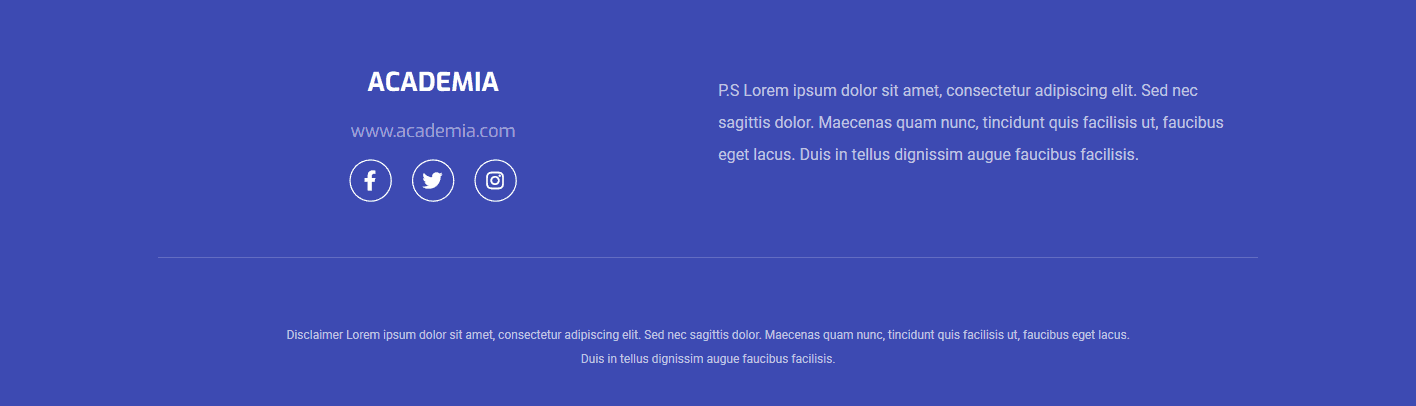 ACADEMIA
www.academia.com
P.S Lorem ipsum dolor sit amet, consectetur adipiscing elit. Sed nec
sagittis dolor. Maecenas quam nunc, tincidunt quis facilisis ut, faucibus
eget lacus. Duis in tellus dignissim augue faucibus facilisis.
Disclaimer Lorem ipsum dolor sit amet, consectetur adipiscing elit. Sed nec sagittis dolor. Maecenas quam nunc, tincidunt quis facilisis ut, faucibus eget lacus.
Duis in tellus dignissim augue faucibus facilisis.